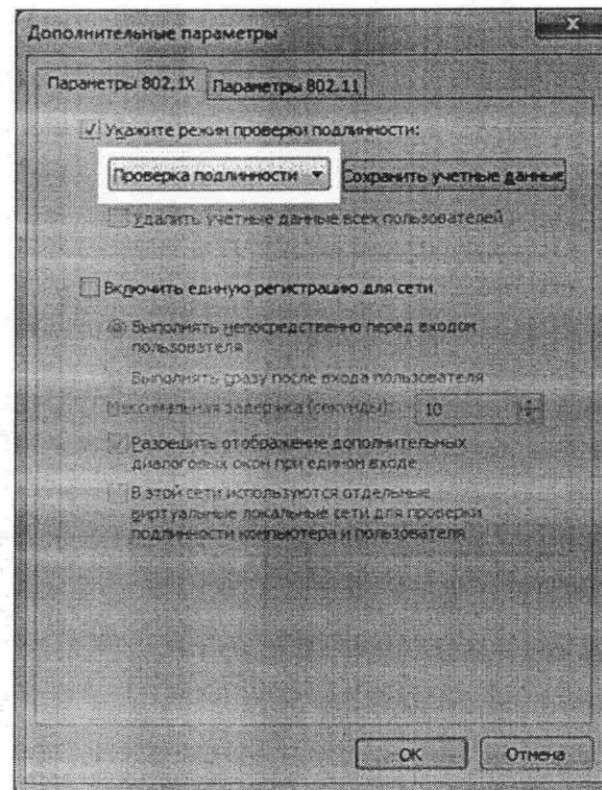 Дополнительные параметры
Параметры 802.1X
Параметры 802.11
Укажите режим проверки подлинности:
Проверка подлинности
Сохранить учетные данные
Удалить учетные данные всех пользователей
Включить единую регистрацию для сети
Выполнять непосредственно перед входом
пользователя
Выполнять сразу после входа пользователя
Максимальная задержка (секунды):
10
Разрешить отображение дополнительных
диалоговых окон при едином входе
В этой сети используются отдельные
виртуальные локальные сети для проверки
подлинности компьютера и пользователя
ОК
Отмена